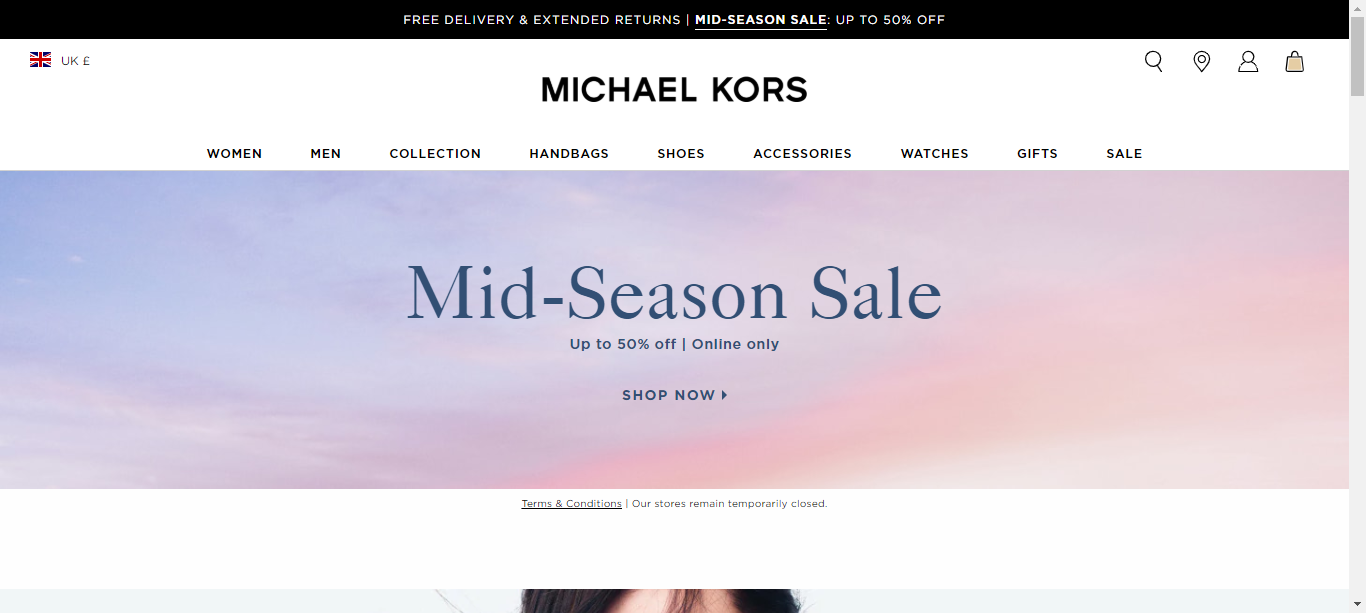 FREE DELIVERY & EXTENDED RETURNS | MID-SEASON SALE: UP TO 50% OFF
UK £
MICHAEL KORS
WOMEN MEN COLLECTION HANDBAGS SHOES ACCESSORIES WATCHES GIFTS SALE
Mid-Season Sale
Up to 50% off | Online only
SHOP NOW
Terms & Conditions | Our stores remain temporarily closed.